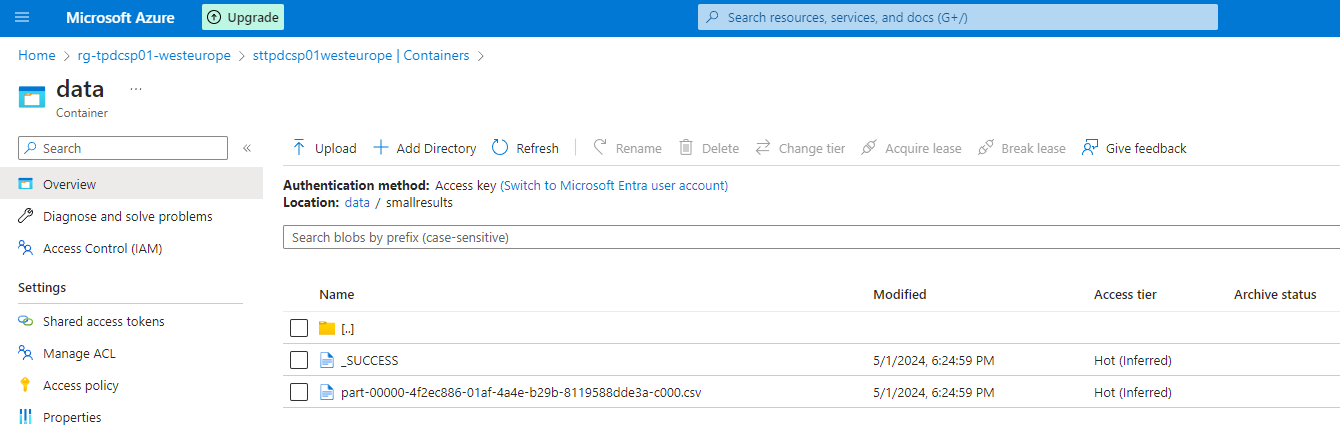 Microsoft Azure Upgrade Search resources, services, and docs (G+/)
Home > rg-tpdcsp01-westeurope > sttpdcsp01westeurope | Containers >
data ...
Container
Search «
Upload Add Directory Refresh Rename Delete Change tier Acquire lease Break lease Give feedback
Overview
Diagnose and solve problems
Access Control (IAM)
Settings
Shared access tokens
Manage ACL
Access policy
Properties
Authentication method: Access key (Switch to Microsoft Entra user account)
Location: data / smallresults
Search blobs by prefix (case-sensitive)
Name Modified Access tier Archive status
[..]
_SUCCESS 5/1/2024, 6:24:59 PM Hot (Inferred)
part-00000-4f2ec886-01af-4a4e-b29b-8119588dde3a-c000.csv 5/1/2024, 6:24:59 PM Hot (Inferred)